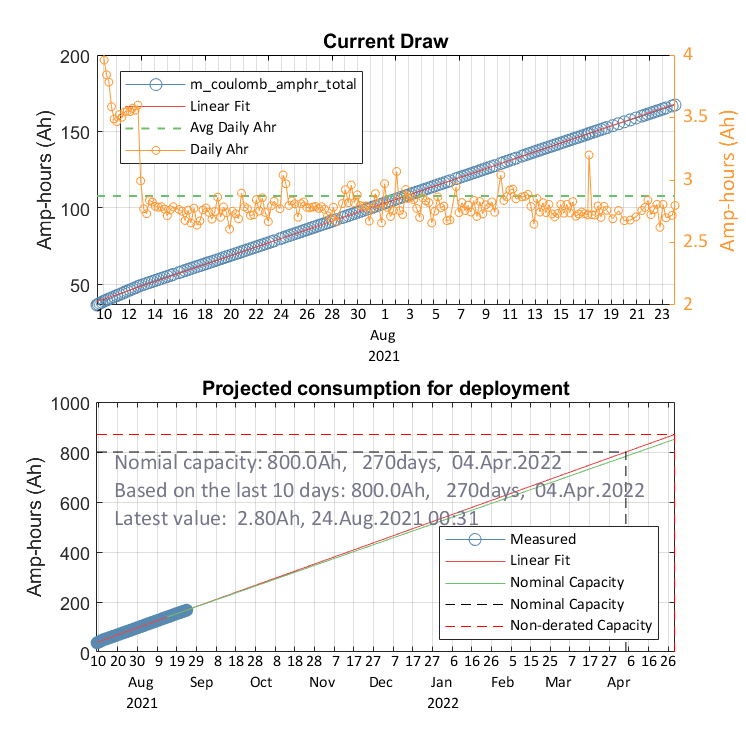 Current Draw
200
150
100
50
Amp-hours (Ah)
4
3.5
3
2.5
2
Amp-hours (Ah)
m_coulomb_amphr_total
Linear Fit
Avg Daily Ahr
Daily Ahr
10 12 14 16 18 20 22 24 26 28 30 1 3 5 7 9 11 13 15 17 19 21 23
Aug
2021
Projected consumption for deployment
1000
800
600
400
200
0
Amp-hours (Ah)
Nomial capacity: 800.0Ah, 270days, 04.Apr.2022
Based on the last 10 days: 800.0Ah, 270days, 04.Apr.2022
Latest value: 2.80Ah, 24.Aug.2021 00:31
Measured
Linear Fit
Nominal Capacity
Nominal Capacity
Non-derated Capacity
10 20 30 9 19 29 8 18 28 8 18 28 7 17 27 7 17 27 6 16 26 5 15 25 7 17 27 6 16 26
Aug Sep Oct Nov Dec Jan Feb Mar Apr
2021 2022